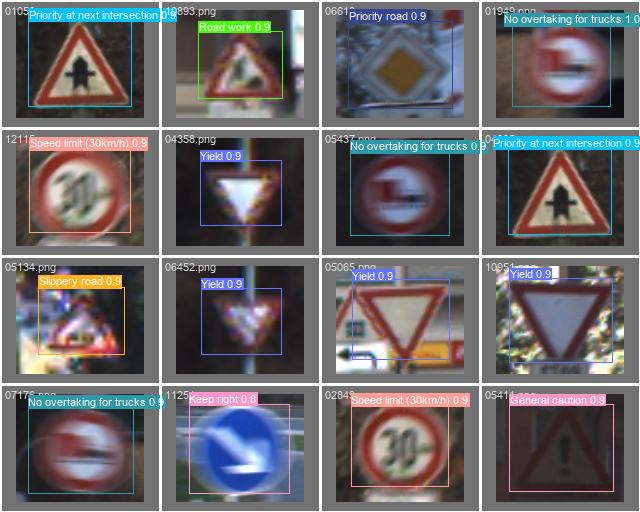 Priority at next intersection 0.9
893.png
Road work 0.9
Priority road 0.9
No overtaking for trucks 1.0
Speed limit (30km/h) 0.9
30
04358.png
Yield 0.9
05437.png
No overtaking for trucks 0.9
Priority at next intersection 0.9
05134.png
Slippery road 0.9
06452.png
Yield 0.9
05065.png
Yield 0.9
10951.png
Yield 0.9
No overtaking for trucks 0.9
Keep right 0.8
Speed limit (30km/h) 0.9
30
General caution 0.9